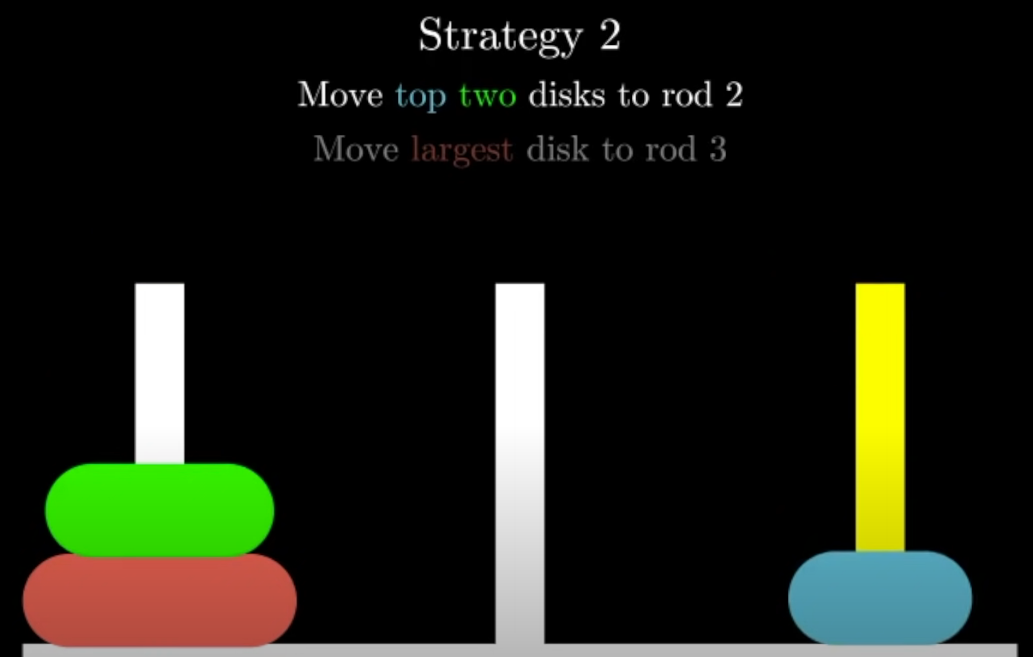 Strategy 2
Move top two disks to rod 2
Move largest disk to rod 3